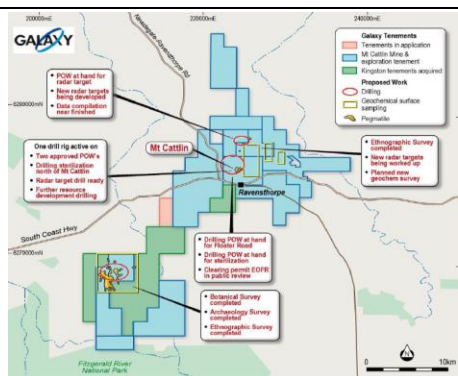 200000mE
220000mE
240000mE
GALAXY
Newdegate-Ravensthorpe Rd
Galaxy Tenements
Tenements in application
Mt Cattlin Mine &
exploration tenement
Kingston tenements acquired
Proposed Work
Drilling
Geochemical surface
sampling
Pegmatite
• POW at hand for
radar target
• New radar targets
being developed
• Data compilation
near finished
6290000mN
One drill rig active on
• Two approved POW's
• Drilling sterilization
north of Mt Cattlin
• Radar target drill ready
• Further resource
development drilling
Mt Cattlin
• Ethnographic Survey
completed
• New radar targets
being worked up
• Planned new
geochem survey
Ravensthorpe
South Coast Hwy
• Drilling POW at hand
for Floater Road
• Drilling POW at hand
for sterilization
• Clearing permit EOFR
in public review
6270000mN
• Botanical Survey
completed
• Archaeology Survey
completed
• Ethnographic Survey
completed
Fitzgerald River
National Park
N
0
10km